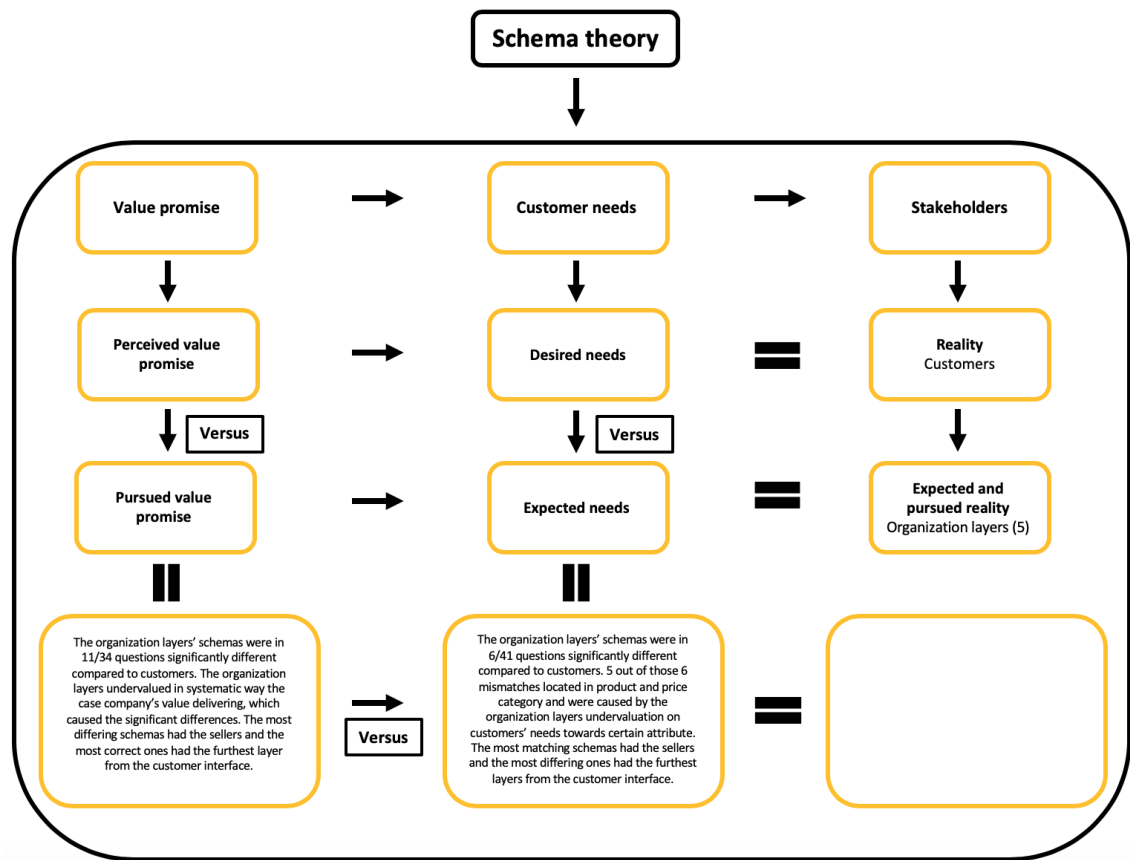 Schema theory
Value promise
Customer needs
Stakeholders
Perceived value
promise
Desired needs
Reality
Customers
Versus
Versus
Pursued value
promise
Expected needs
Expected and
pursued reality
Organization layers (5)
The organization layers' schemas were in
11/34 questions significantly different
compared to customers. The organization
layers undervalued in systematic way the
case company's value delivering, which
caused the significant differences. The most
differing schemas had the sellers and the
most correct ones had the furthest layer
from the customer interface.
Versus
The organization layers' schemas were in
6/41 questions significantly different
compared to customers. 5 out of those 6
mismatches located in product and price
category and were caused by the
organization layers undervaluation on
customers' needs towards certain attribute.
The most matching schemas had the sellers
and the most differing ones had the furthest
layers from the customer interface.